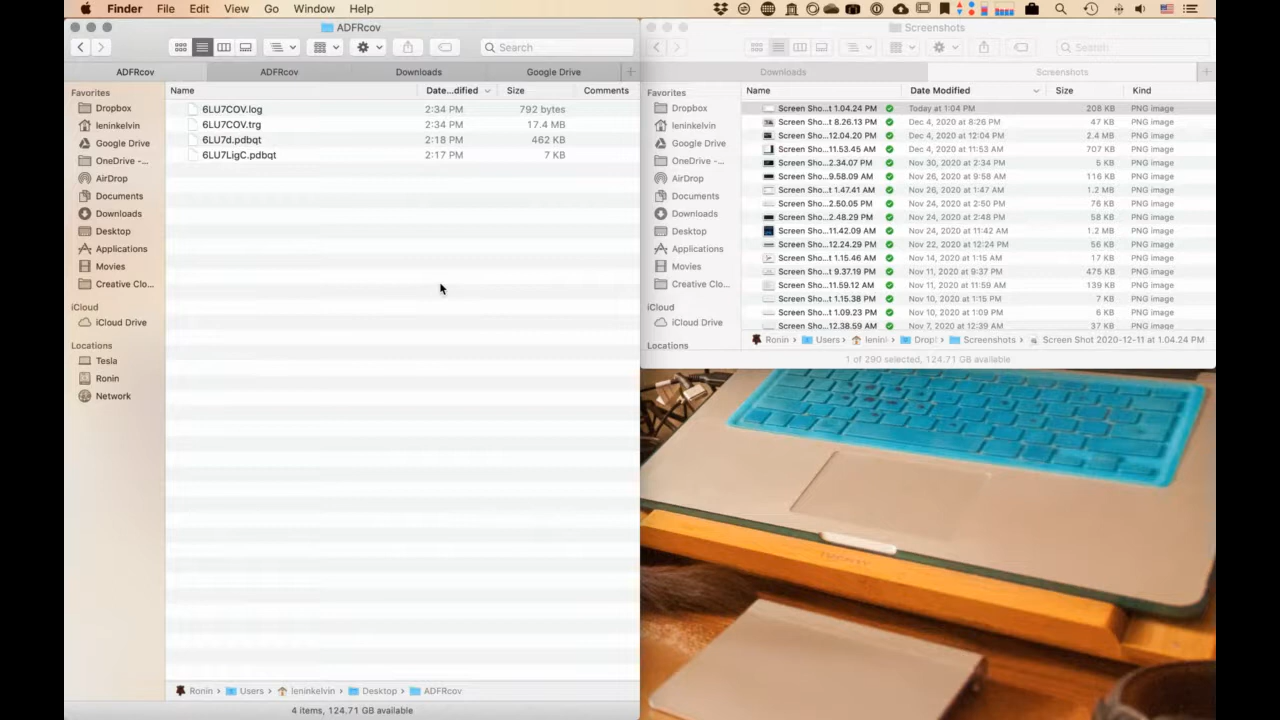 Finder File Edit View Go Window Help
ADFRcov
Search
ADFRcov ADFRcov Downloads Google Drive
Favorites
Dropbox
leninkelvin
Google Drive
OneDrive -...
AirDrop
Documents
Downloads
Desktop
Applications
Movies
Creative Clo...
iCloud
iCloud Drive
Locations
Tesla
Ronin
Network
Name Date...dified Size Comments
6LU7COV.log 2:34 PM 792 bytes
6LU7COV.trg 2:34 PM 17.4 MB
6LU7d.pdbqt 2:18 PM 462 KB
6LU7LigC.pdbqt 2:17 PM 7 KB
Ronin › Users › leninkelvin › Desktop › ADFRcov
4 items, 124.71 GB available
Screenshots
Search
Downloads Screenshots
Favorites
Dropbox
leninkelvin
Google Drive
OneDrive -...
AirDrop
Documents
Downloads
Desktop
Applications
Movies
Creative Clo...
iCloud
iCloud Drive
Locations
Name Date Modified Size Kind
Screen Sho...t 1.04.24 PM Today at 1:04 PM 208 KB PNG image
Screen Sho...t 8.26.13 PM Dec 4, 2020 at 8:26 PM 47 KB PNG image
Screen Sho...12.04.20 PM Dec 4, 2020 at 12:04 PM 2.4 MB PNG image
Screen Sho...11.53.45 AM Dec 4, 2020 at 11:53 AM 707 KB PNG image
Screen Sho...2.34.07 PM Nov 30, 2020 at 2:34 PM 5 KB PNG image
Screen Sho...9.58.09 AM Nov 26, 2020 at 9:58 AM 116 KB PNG image
Screen Sho...t 1.47.41 AM Nov 26, 2020 at 1:47 AM 1.2 MB PNG image
Screen Sho...2.50.05 PM Nov 24, 2020 at 2:50 PM 76 KB PNG image
Screen Sho...2.48.29 PM Nov 24, 2020 at 2:48 PM 58 KB PNG image
Screen Sho...11.42.09 AM Nov 24, 2020 at 11:42 AM 1.2 MB PNG image
Screen Sho...12.24.29 PM Nov 22, 2020 at 12:24 PM 56 KB PNG image
Screen Sho...t 1.15.46 AM Nov 14, 2020 at 1:15 AM 17 KB PNG image
Screen Sho...t 9.37.19 PM Nov 11, 2020 at 9:37 PM 475 KB PNG image
Screen Sho...11.59.12 AM Nov 11, 2020 at 11:59 AM 139 KB PNG image
Screen Sho...t 1.15.38 PM Nov 10, 2020 at 1:15 PM 7 KB PNG image
Screen Sho...t 1.09.23 PM Nov 10, 2020 at 1:09 PM 6 KB PNG image
Screen Sho...12.38.59 AM Nov 7, 2020 at 12:39 AM 37 KB PNG image
Ronin › Users › lenin › Drop › Screenshots › Screen Shot 2020-12-11 at 1.04.24 PM
1 of 290 selected, 124.71 GB available